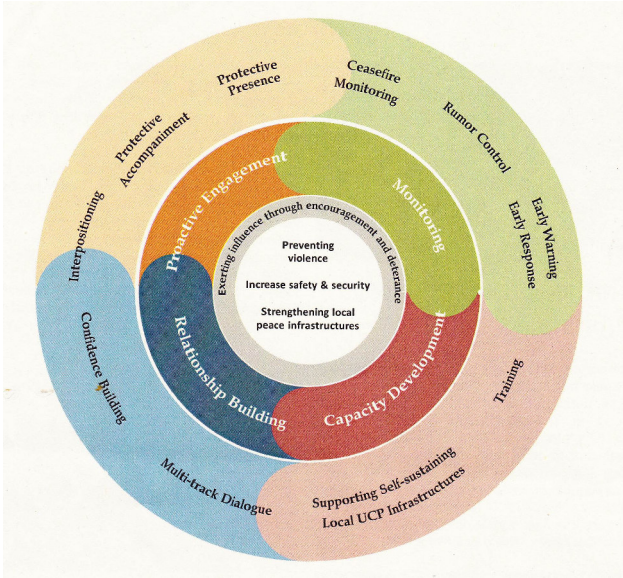 Protective
Presence
Protective
Accompaniment
Interpositioning
Ceasefire
Monitoring
Rumor Control
Early Warning
Early Response
Training
Supporting Self-sustaining
Local UCP Infrastructures
Multi-track Dialogue
Confidence Building
Proactive Engagement
Monitoring
Capacity Development
Relationship Building
Exerting influence through encouragement and deterance
Preventing
violence
Increase safety & security
Strengthening local
peace infrastructures